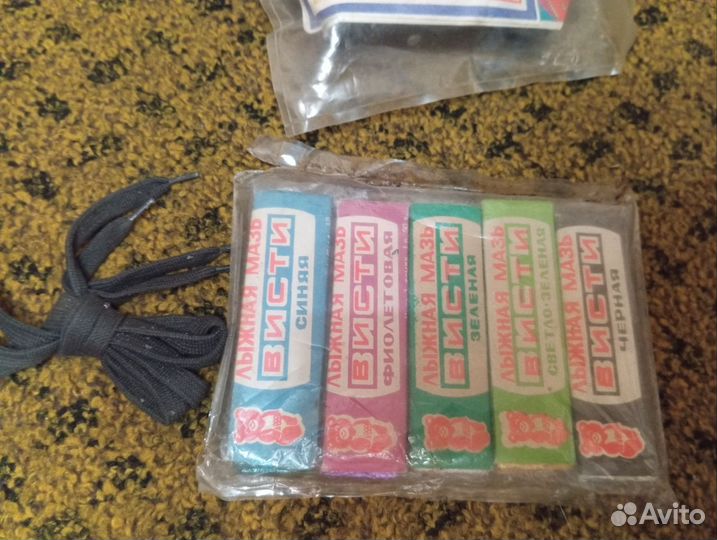 ЛЫЖНАЯ МАЗЬ
ВИСТИ
СИНЯЯ
ЛЫЖНАЯ МАЗЬ
ВИСТИ
ФИОЛЕТОВАЯ
ЛЫЖНАЯ МАЗЬ
ВИСТИ
ЗЕЛЕНАЯ
ЛЫЖНАЯ МАЗЬ
ВИСТИ
СВЕТЛО-ЗЕЛЕНАЯ
ЛЫЖНАЯ МАЗЬ
ВИСТИ
ЧЕРНАЯ
Avito